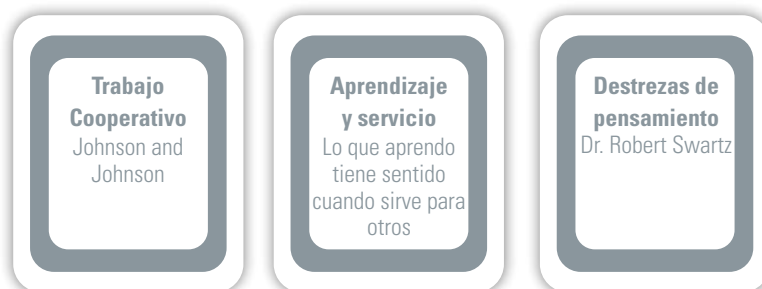 Trabajo
Cooperativo
Johnson and
Johnson
Aprendizaje
y servicio
Lo que aprendo
tiene sentido
cuando sirve para
otros
Destrezas de
pensamiento
Dr. Robert Swartz